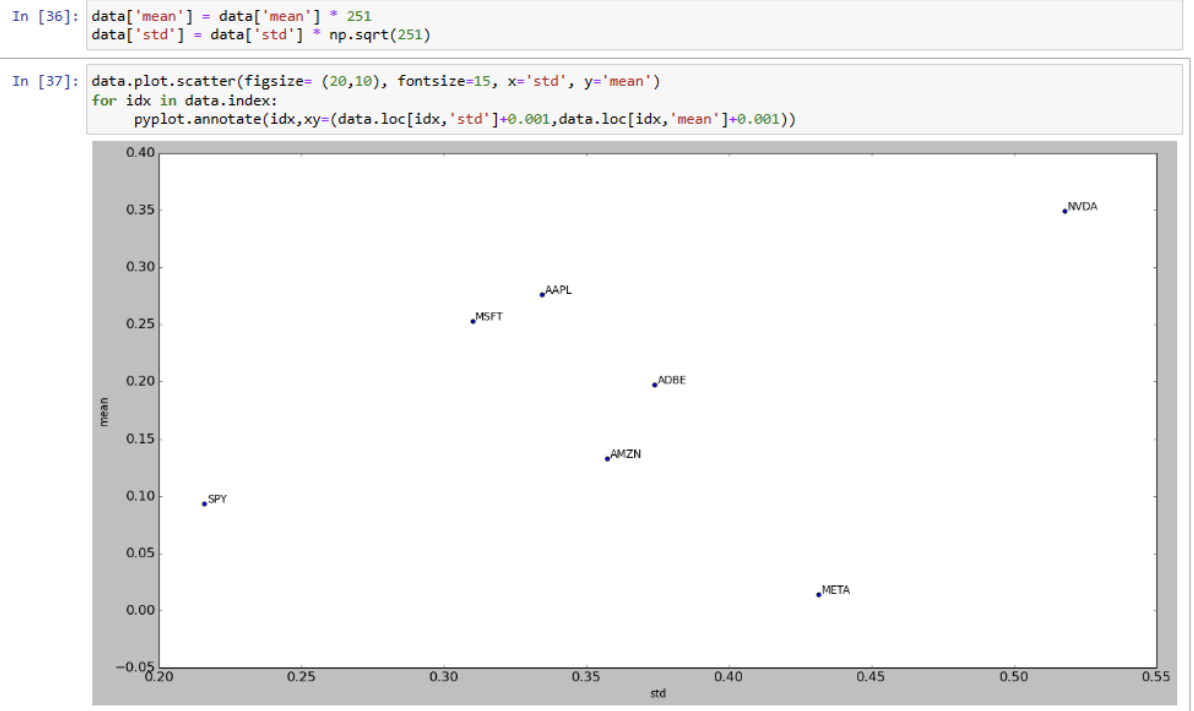 In [36]: data['mean'] = data['mean'] * 251
data['std'] = data['std'] * np.sqrt(251)
In [37]: data.plot.scatter(figsize= (20,10), fontsize=15, x='std', y='mean')
for idx in data.index:
pyplot.annotate(idx,xy=(data.loc[idx,'std']+0.001,data.loc[idx,'mean']+0.001))
0.40
0.35
NVDA
0.30
AAPL
MSFT
0.25
0.20
ADBE
mean
0.15
AMZN
0.10
SPY
0.05
META
0.00
−0.05
0.20 0.25 0.30 0.35 0.40 0.45 0.50 0.55
std